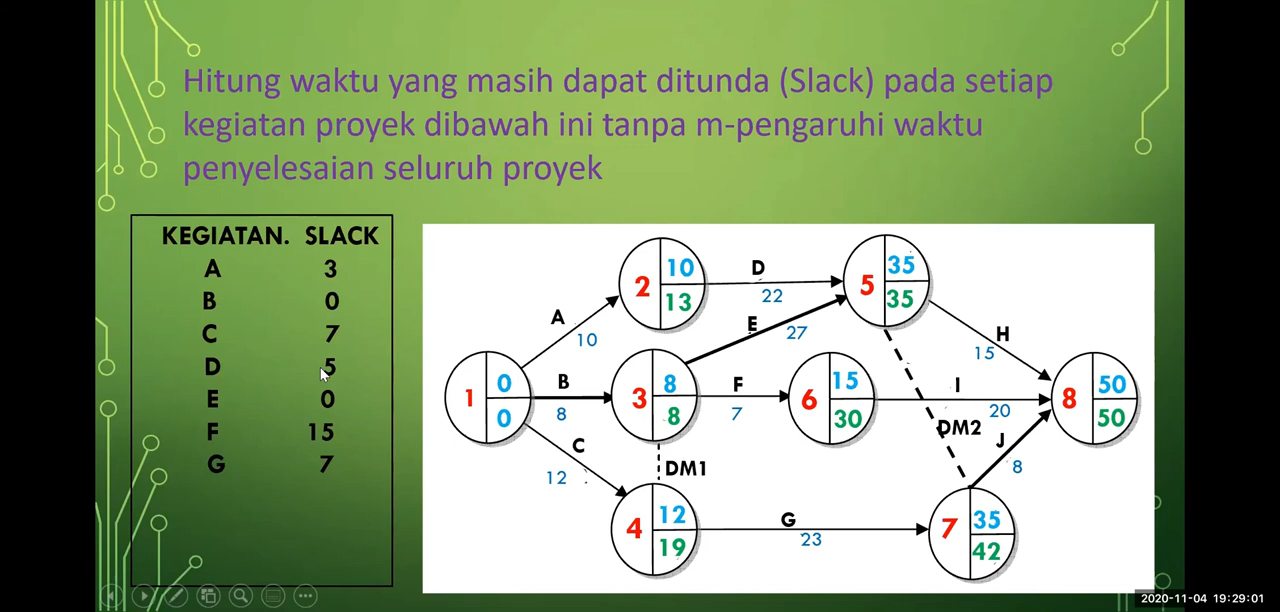 Hitung waktu yang masih dapat ditunda (Slack) pada setiap
kegiatan proyek dibawah ini tanpa m-pengaruhi waktu
penyelesaian seluruh proyek
KEGIATAN. SLACK
A 3
B 0
C 7
D 5
E 0
F 15
G 7
2 10 13
D
22
5 35 35
A
10
E
27
H
15
1 0 0
B
8
3 8 8
F
7
6 15 30
I
20
8 50 50
C
12
DM1
DM2
J
8
4 12 19
G
23
7 35 42
2020-11-04 19:29:01